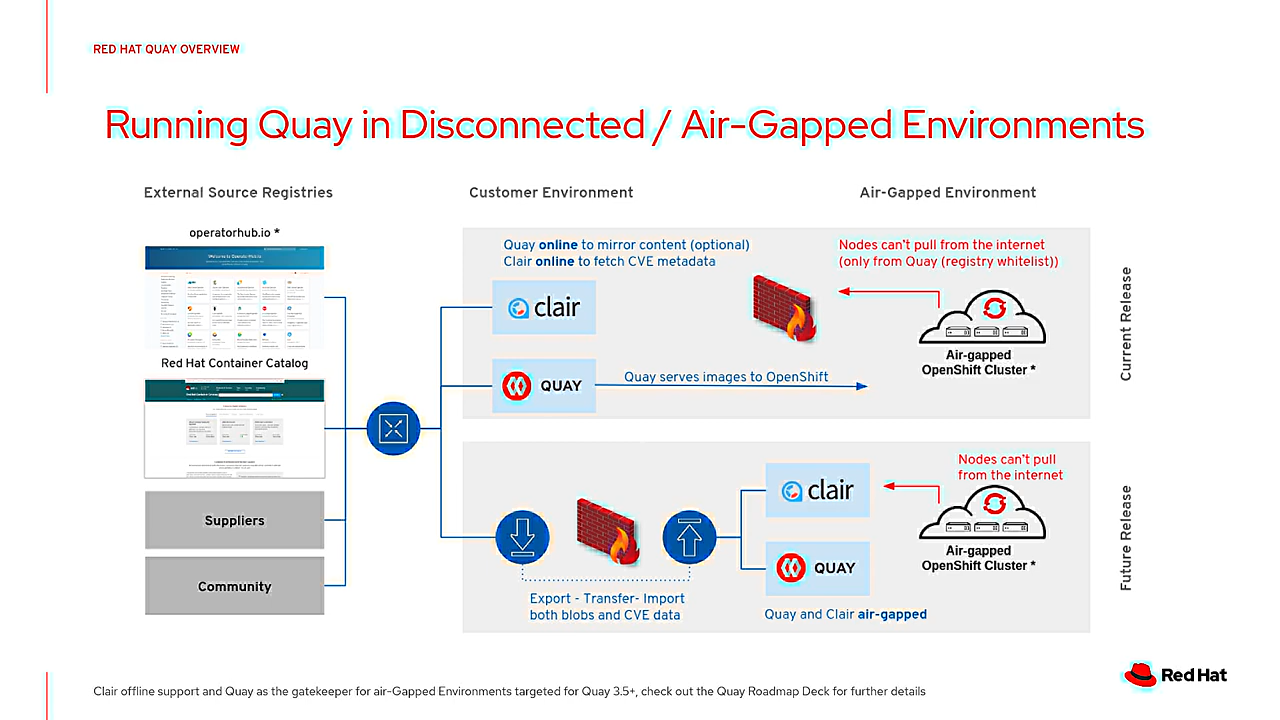 RED HAT QUAY OVERVIEW
Running Quay in Disconnected / Air-Gapped Environments
External Source Registries
Customer Environment
Air-Gapped Environment
operatorhub.io *
Red Hat Container Catalog
Suppliers
Community
Quay online to mirror content (optional)
Clair online to fetch CVE metadata
clair
QUAY
Quay serves images to OpenShift
Nodes can't pull from the internet
(only from Quay (registry whitelist))
Air-gapped
OpenShift Cluster *
Current Release
Export - Transfer- Import
both blobs and CVE data
clair
QUAY
Quay and Clair air-gapped
Nodes can't pull
from the internet
Air-gapped
OpenShift Cluster *
Future Release
Clair offline support and Quay as the gatekeeper for air-Gapped Environments targeted for Quay 3.5+, check out the Quay Roadmap Deck for further details
Red Hat